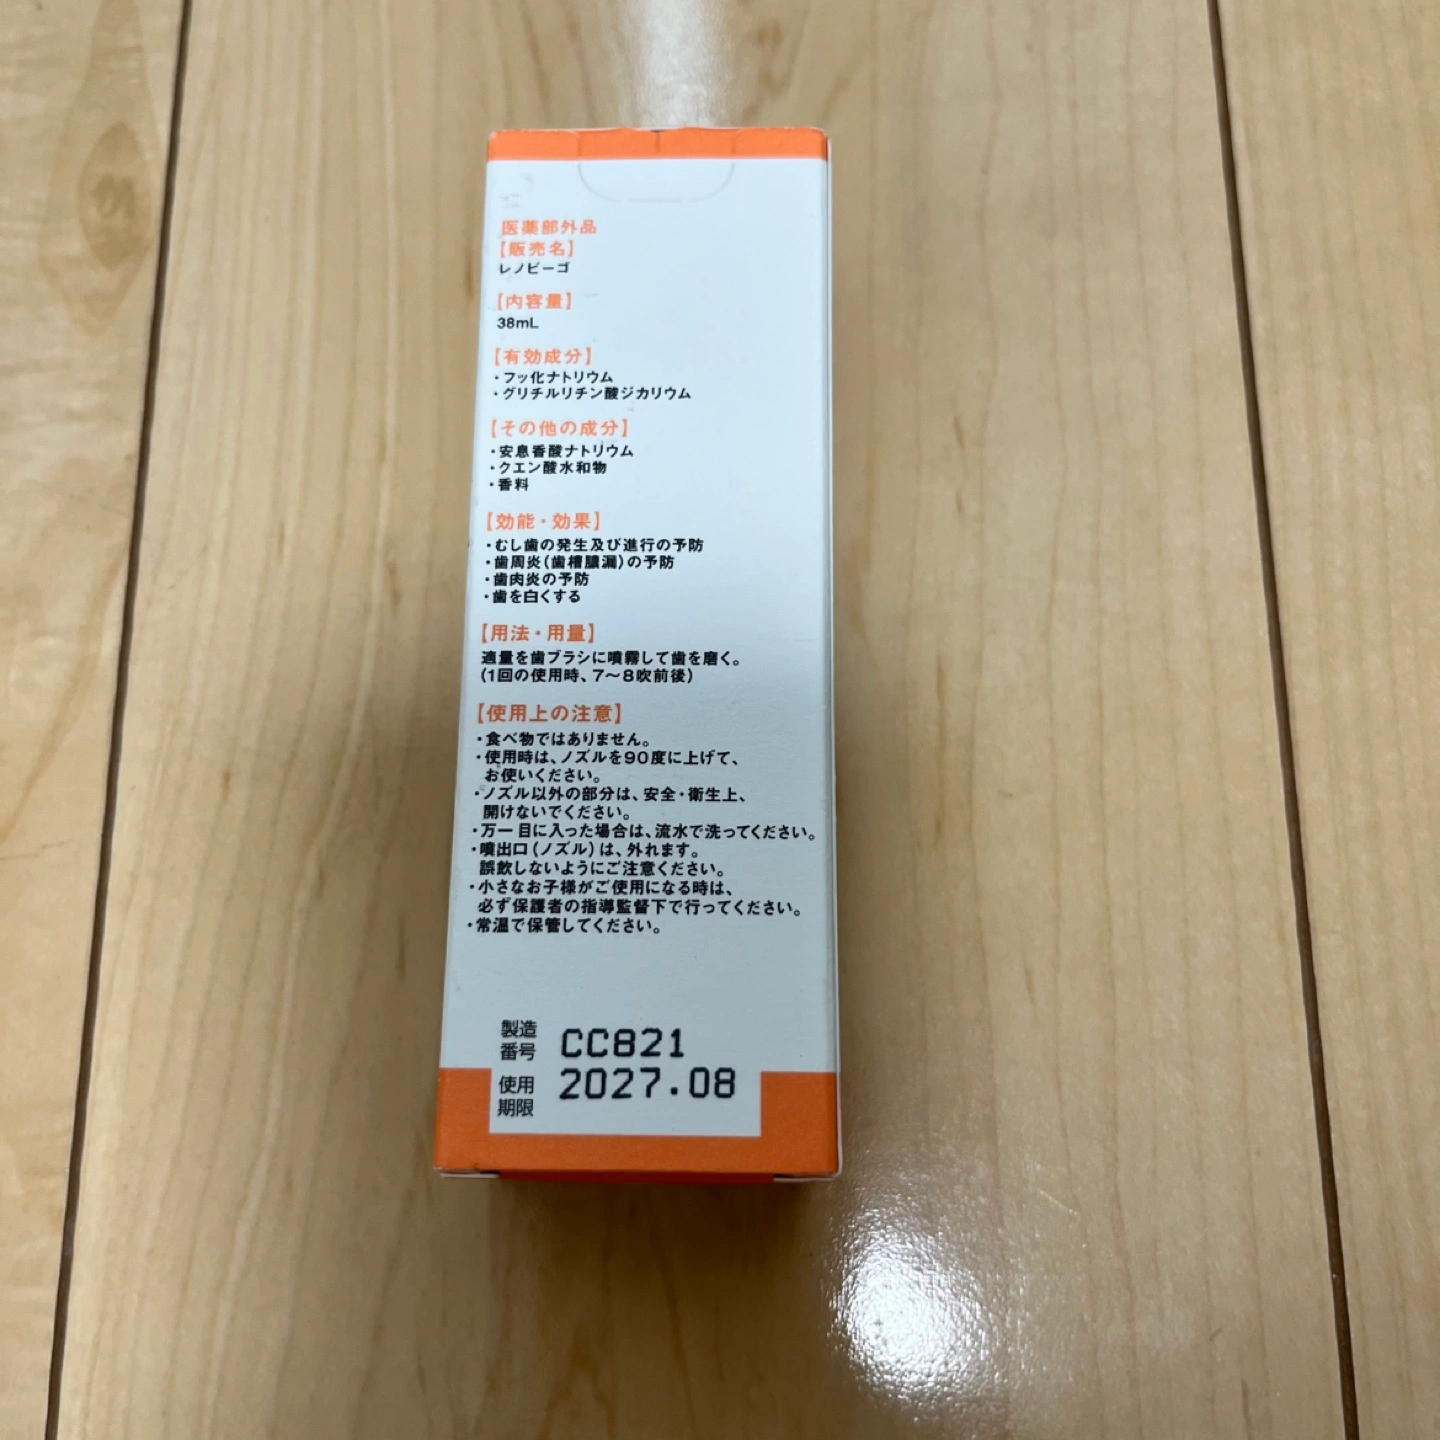 医薬部外品
【販売名】
レノビーゴ
【内容量】
38mL
【有効成分】
・フッ化ナトリウム
・グリチルリチン酸ジカリウム
【その他の成分】
・安息香酸ナトリウム
・クエン酸水和物
・香料
【効能・効果】
・むし歯の発生及び進行の予防
・歯周炎(歯槽膿漏)の予防
・歯肉炎の予防
・歯を白くする
【用法・用量】
適量を歯ブラシに噴霧して歯を磨く。
(1回の使用時、7〜8吹前後)
【使用上の注意】
・食べ物ではありません。
・使用時は、ノズルを90度に上げて、
お使いください。
・ノズル以外の部分は、安全・衛生上、
開けないでください。
・万一目に入った場合は、流水で洗ってください。
・噴出口(ノズル)は、外れます。
誤飲しないようにご注意ください。
・小さなお子様がご使用になる時は、
必ず保護者の指導監督下で行ってください。
・常温で保管してください。
製造
番号 CC821
使用
期限 2027.08